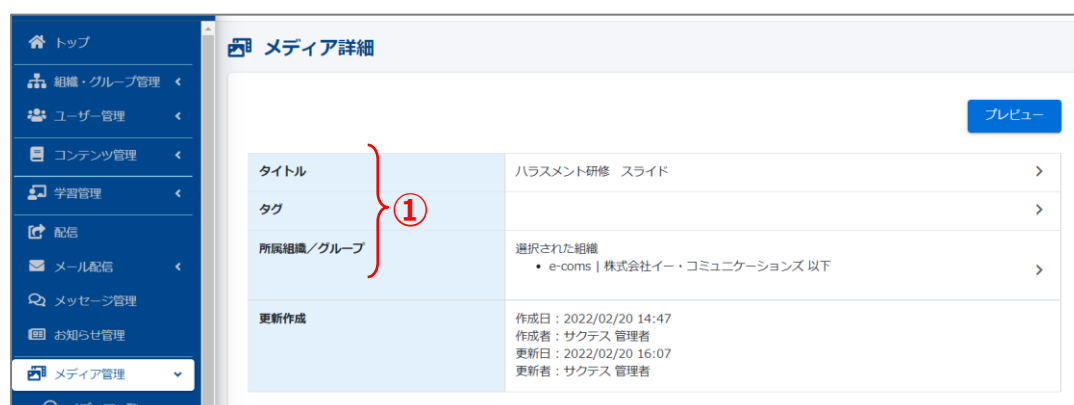 トップ
組織・グループ管理
ユーザー管理
コンテンツ管理
学習管理
配信
メール配信
メッセージ管理
お知らせ管理
メディア管理
メディア詳細
プレビュー
タイトル
ハラスメント研修 スライド
タグ
①
所属組織／グループ
選択された組織
• e-coms | 株式会社イー・コミュニケーションズ 以下
更新作成
作成日：2022/02/20 14:47
作成者：サクテス 管理者
更新日：2022/02/20 16:07
更新者：サクテス 管理者